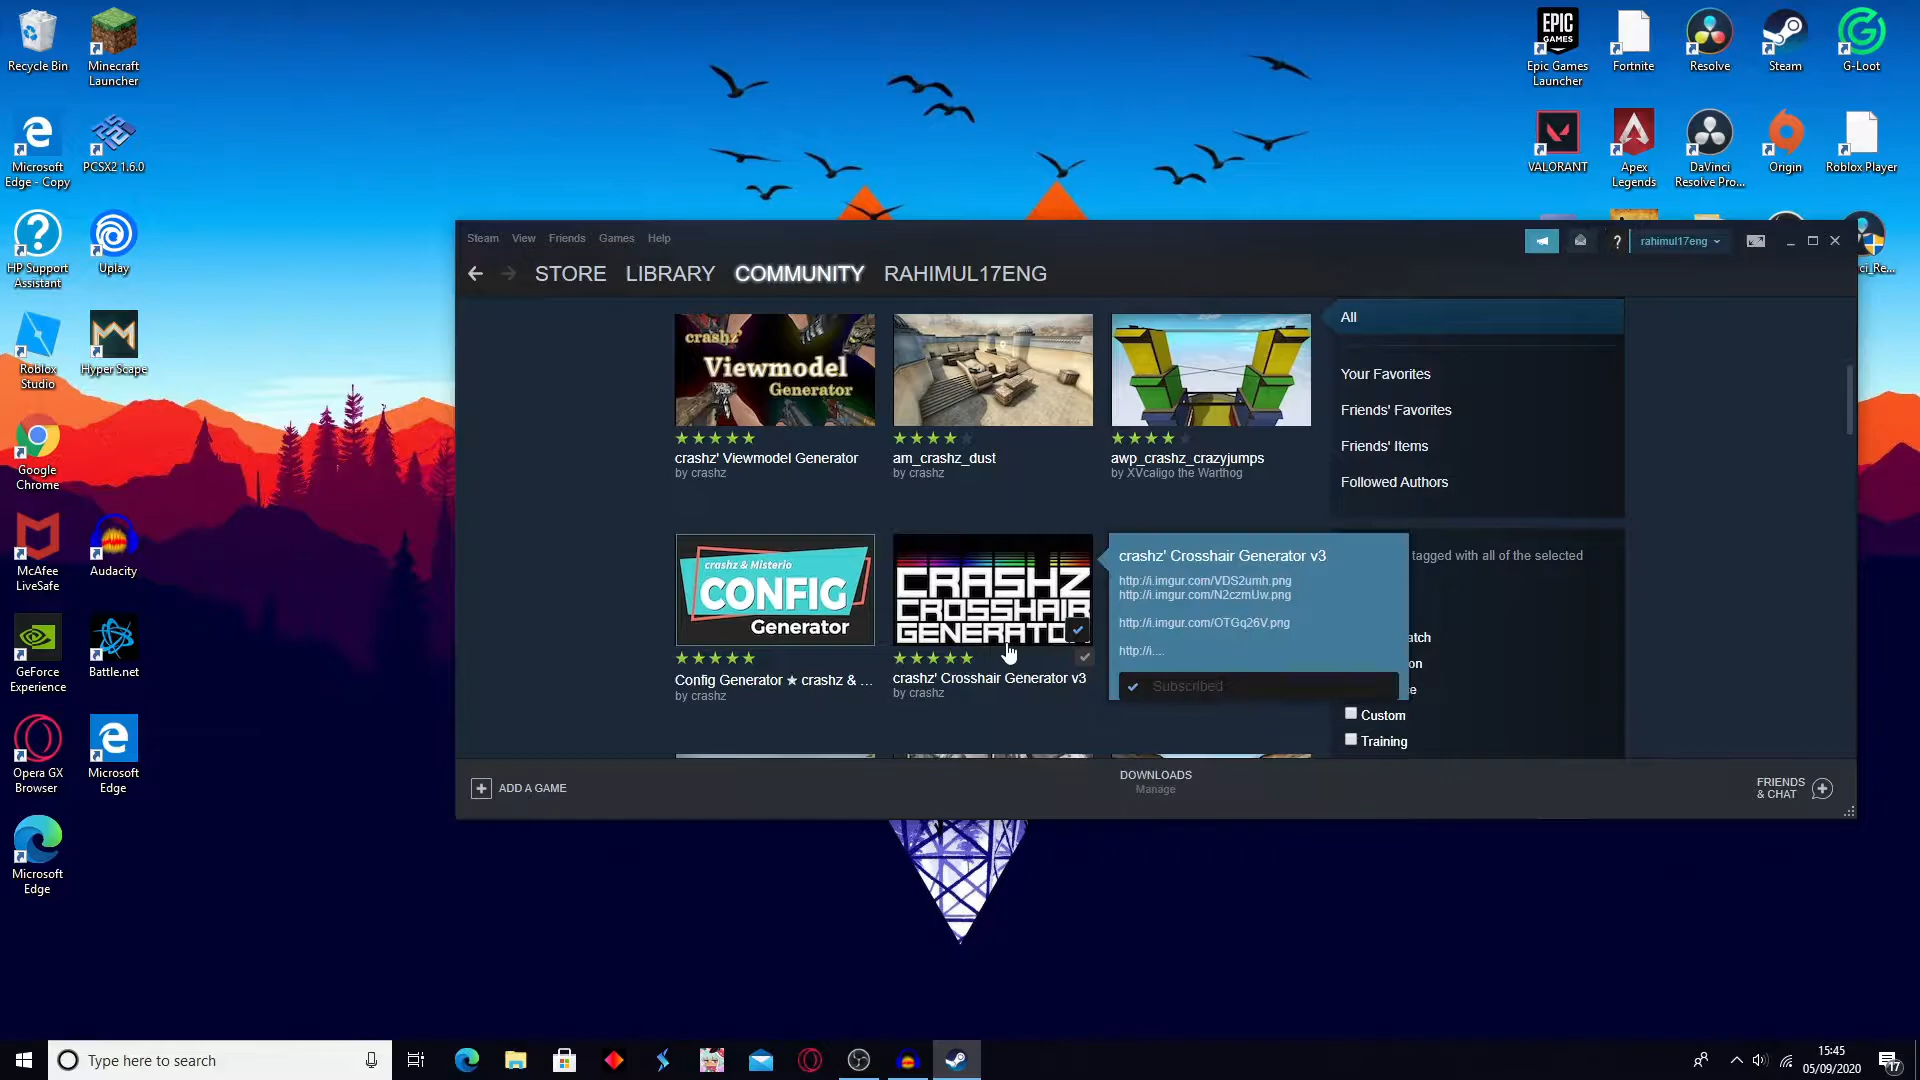 Recycle Bin
Minecraft
Launcher
Microsoft
Edge - Copy
PCSX2 1.6.0
HP Support
Assistant
Uplay
Roblox
Studio
Hyper Scape
Google
Chrome
McAfee
LiveSafe
Audacity
GeForce
Experience
Battle.net
Opera GX
Browser
Microsoft
Edge
Microsoft
Edge
EPIC
GAMES
Epic Games
Launcher
Fortnite
Resolve
Steam
G-Loot
VALORANT
Apex
Legends
DaVinci
Resolve Pro...
Origin
Roblox Player
ci_Re...
Steam View Friends Games Help
? rahimul17eng
STORE LIBRARY COMMUNITY RAHIMUL17ENG
crashz'
Viewmodel
Generator
crashz' Viewmodel Generator
by crashz
am_crashz_dust
by crashz
awp_crashz_crazyjumps
by XVcaligo the Warthog
crashz & Misterio
CONFIG
Generator
Config Generator ★ crashz & ...
by crashz
CRASHZ
CROSSHAIR
GENERATO
crashz' Crosshair Generator v3
by crashz
crashz' Crosshair Generator v3
http://i.imgur.com/VDS2umh.png
http://i.imgur.com/N2czmUw.png
http://i.imgur.com/OTGq26V.png
http://i....
Subscribed
All
Your Favorites
Friends' Favorites
Friends' Items
Followed Authors
tagged with all of the selected
atch
on
e
Custom
Training
ADD A GAME
DOWNLOADS
Manage
FRIENDS
& CHAT
Type here to search
15:45
05/09/2020
17